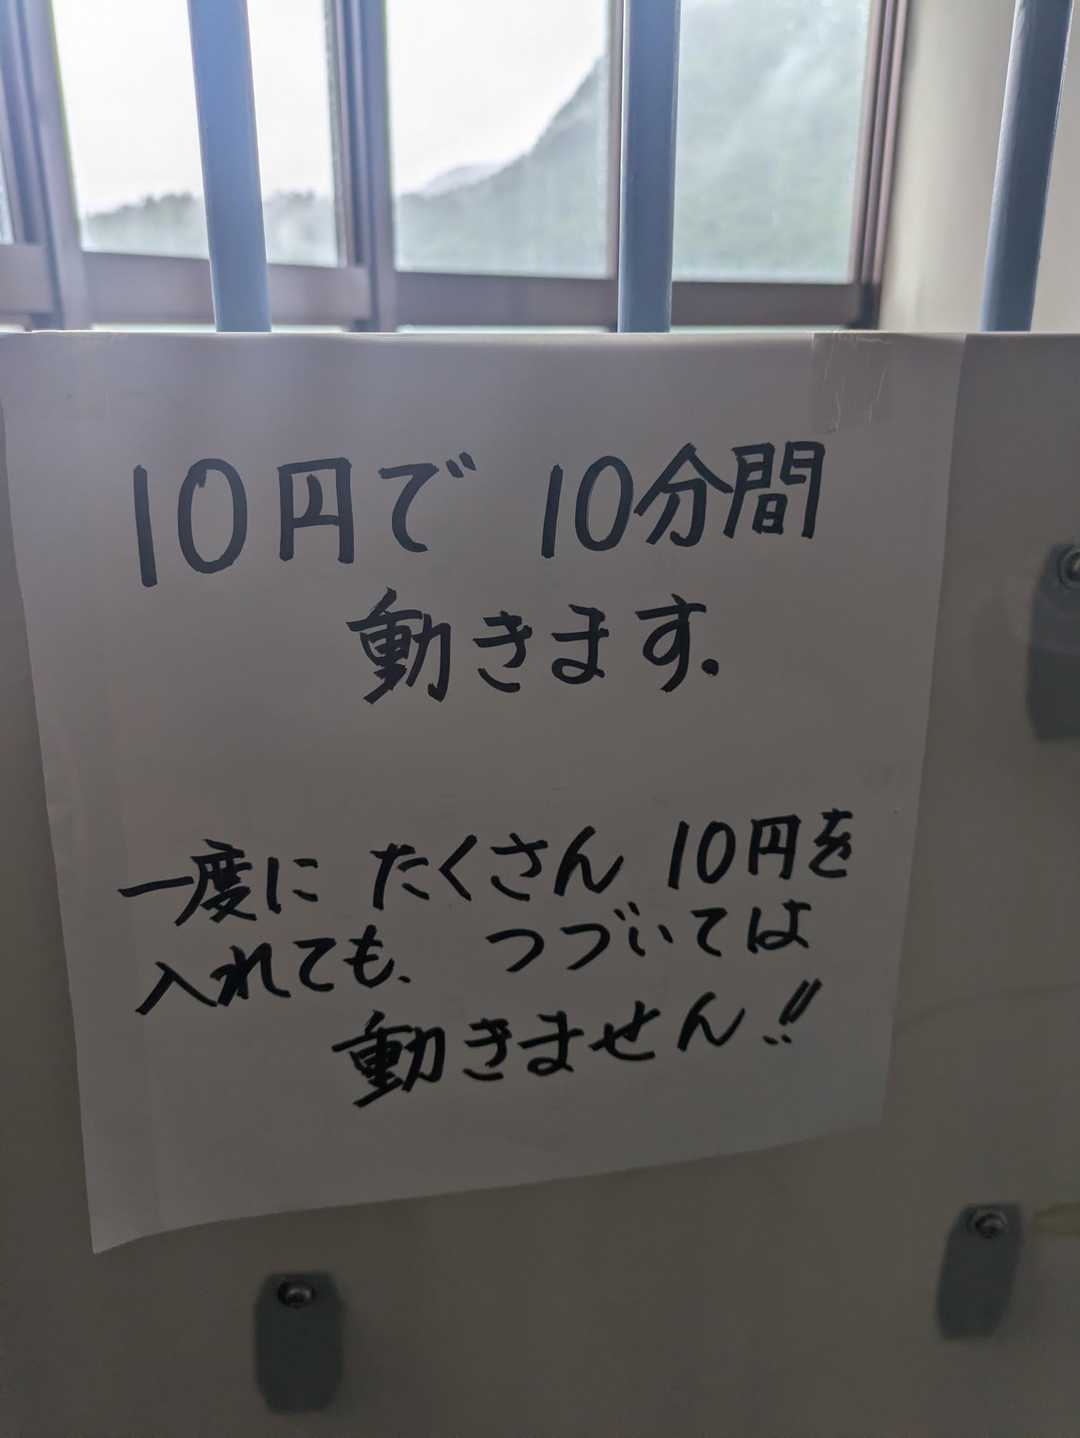 10円で 10分間
動きます.
一度に たくさん 10円を
入れても、 つづいては
動きません!!